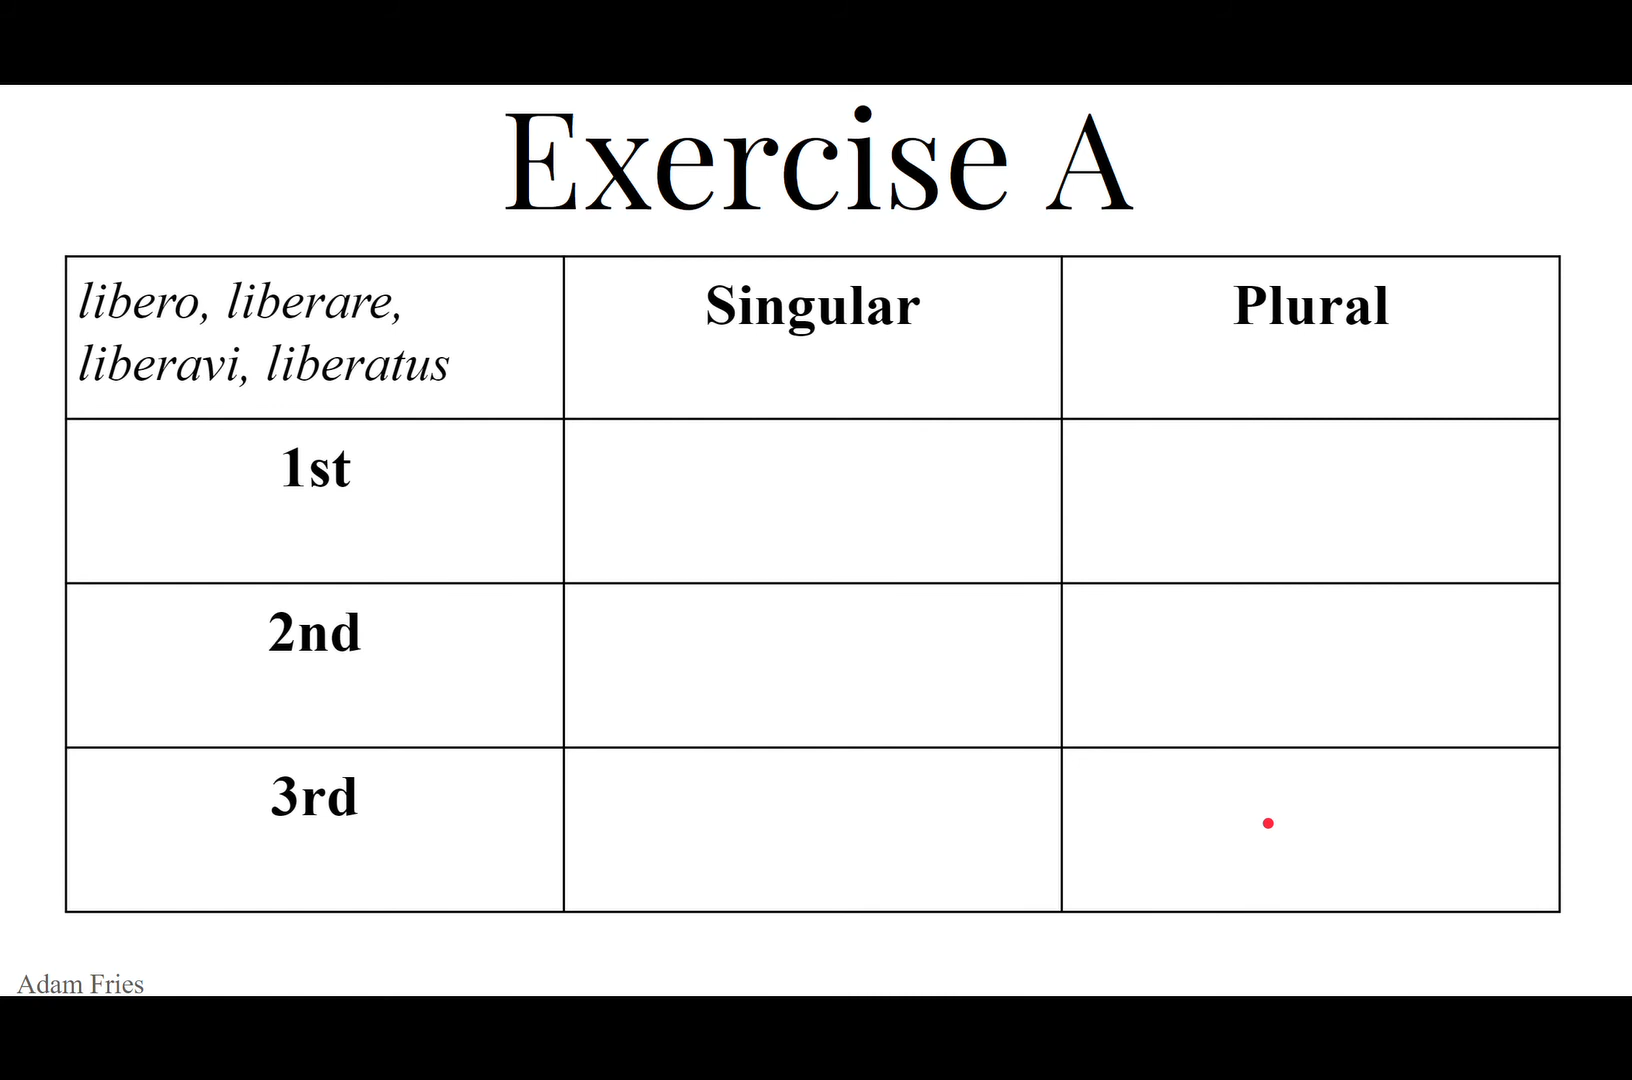 Exercise A
libero, liberare,
liberavi, liberatus
Singular
Plural
1st
2nd
3rd
Adam Fries